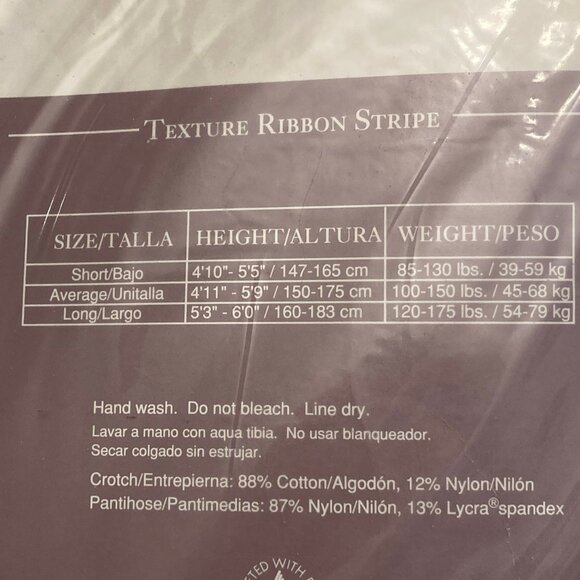 TEXTURE RIBBON STRIPE
SIZE/TALLA HEIGHT/ALTURA WEIGHT/PESO
Short/Bajo 4'10"- 5'5" / 147-165 cm 85-130 lbs. / 39-59 kg
Average/Unitalla 4'11" - 5'9" / 150-175 cm 100-150 lbs. / 45-68 kg
Long/Largo 5'3" - 6'0" / 160-183 cm 120-175 lbs. / 54-79 kg
Hand wash. Do not bleach. Line dry.
Lavar a mano con aqua tibia. No usar blanqueador.
Secar colgado sin estrujar.
Crotch/Entrepierna: 88% Cotton/Algodón, 12% Nylon/Nilón
Pantihose/Pantimedias: 87% Nylon/Nilón, 13% Lycra®spandex
WITH